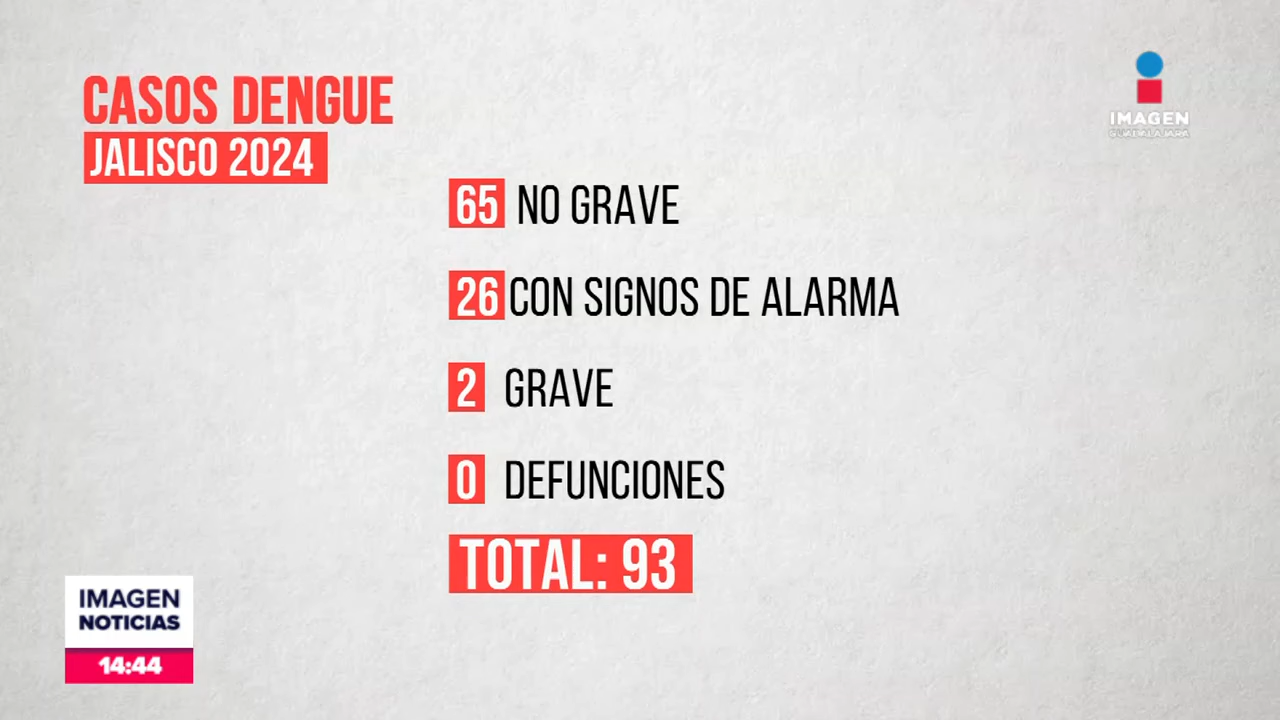 CASOS DENGUE
JALISCO 2024
IMAGEN
GUADALAJARA
65 NO GRAVE
26 CON SIGNOS DE ALARMA
2 GRAVE
0 DEFUNCIONES
TOTAL: 93
IMAGEN
NOTICIAS
14:44